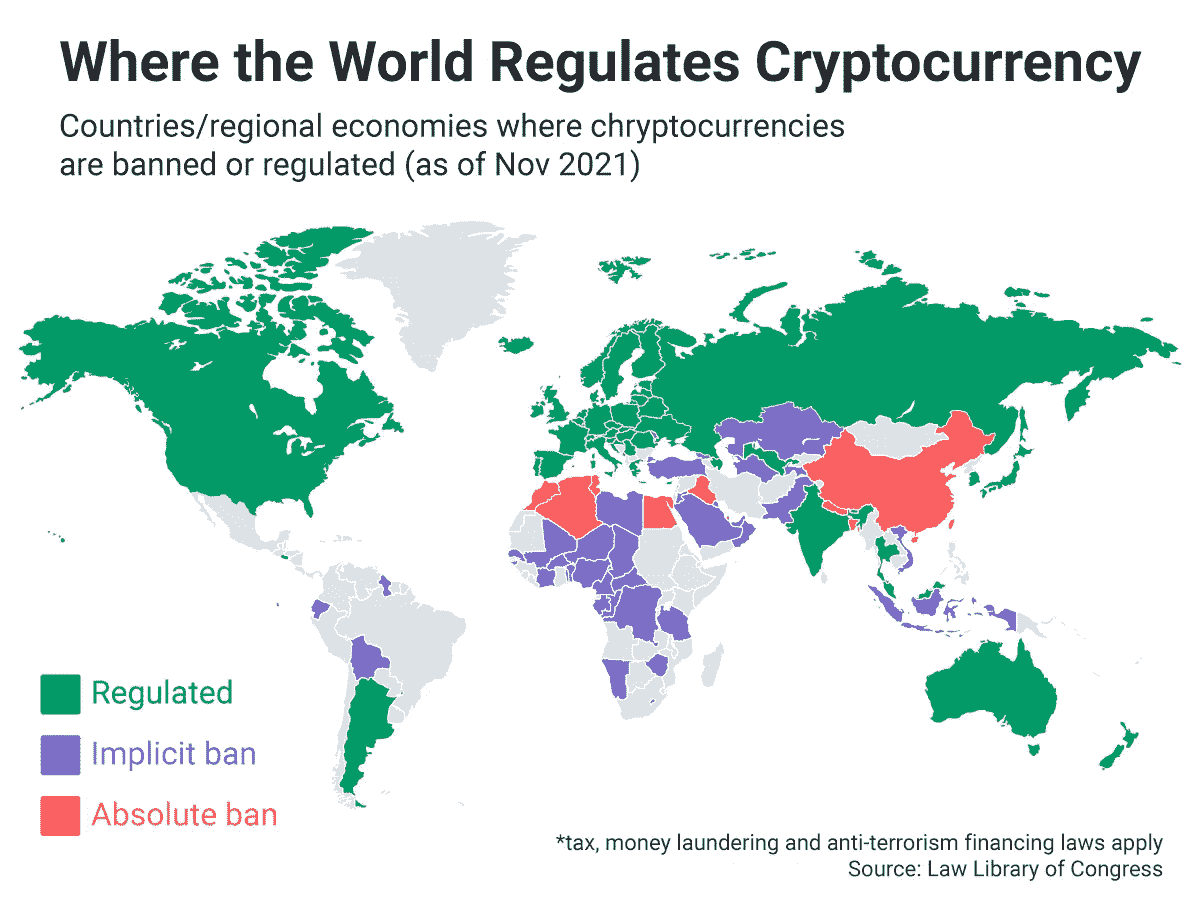 Where the World Regulates Cryptocurrency
Countries/regional economies where chryptocurrencies
are banned or regulated (as of Nov 2021)
Regulated
Implicit ban
Absolute ban
*tax, money laundering and anti-terrorism financing laws apply
Source: Law Library of Congress